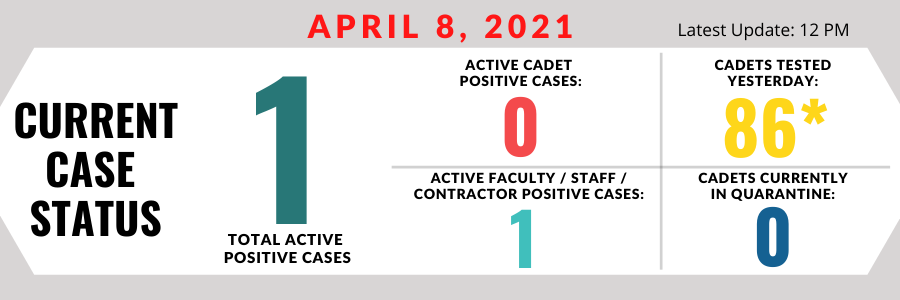 APRIL 8, 2021
Latest Update: 12 PM
CURRENT
CASE
STATUS
1
TOTAL ACTIVE
POSITIVE CASES
ACTIVE CADET
POSITIVE CASES:
0
CADETS TESTED
YESTERDAY:
86*
ACTIVE FACULTY / STAFF /
CONTRACTOR POSITIVE CASES:
1
CADETS CURRENTLY
IN QUARANTINE:
0